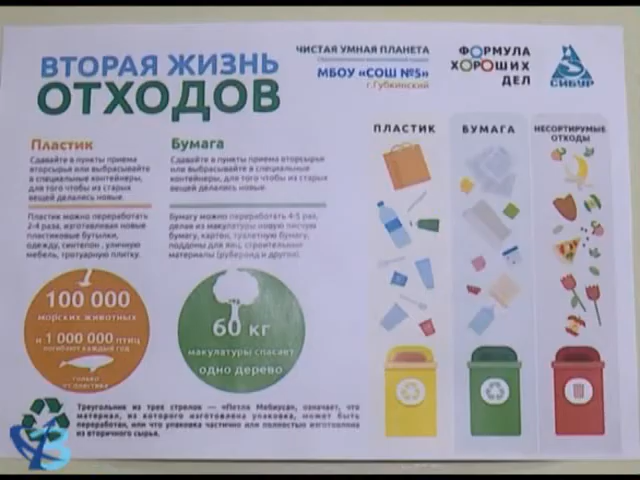 ВТОРАЯ ЖИЗНЬ
ОТХОДОВ
ЧИСТАЯ УМНАЯ ПЛАНЕТА
МБОУ «СОШ №5»
г.Губкинский
ФОРМУЛА
ХОРОШИХ
ДЕЛ
СИБУР
Пластик
Сдавайте в пункты приема
вторсырья или выбрасывайте
в специальные контейнеры,
для того чтобы из старых
вещей делались новые
Пластик можно переработать
2-4 раза, изготавливая новые
пластиковые бутылки,
одежду, синтепон, уличную
мебель, тротуарную плитку.
Бумага
Сдавайте в пункты приема вторсырья
или выбрасывайте в специальные
контейнеры, для того чтобы из старых
вещей делались новые
Бумагу можно переработать 4-5 раз,
делая из макулатуры новую писчую
бумагу, картон, туалетную бумагу,
поддоны для яиц, строительные
материалы (рубероид и другие).
100 000
морских животных
и 1 000 000 птиц
погибают каждый год
только
от пластика
60 кг
макулатуры спасает
одно дерево
ПЛАСТИК
БУМАГА
НЕСОРТИРУЕМЫЕ
ОТХОДЫ
Треугольник из трех стрелок — «Петля Мебиуса», означает, что
материал, из которого изготовлена упаковка, может быть
переработан, или что упаковка частично или полностью изготовлена
из вторичного сырья.